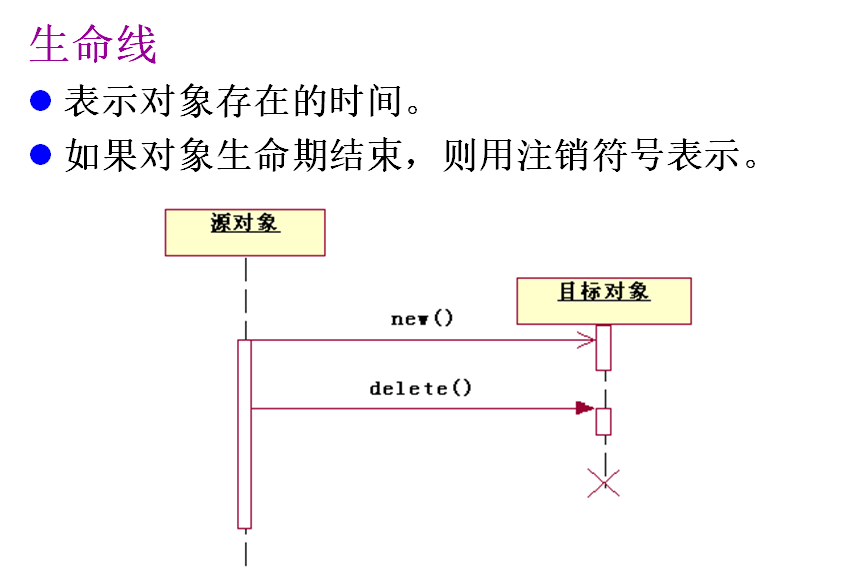 生命线
表示对象存在的时间。
如果对象生命期结束，则用注销符号表示。
源对象
目标对象
new()
delete()